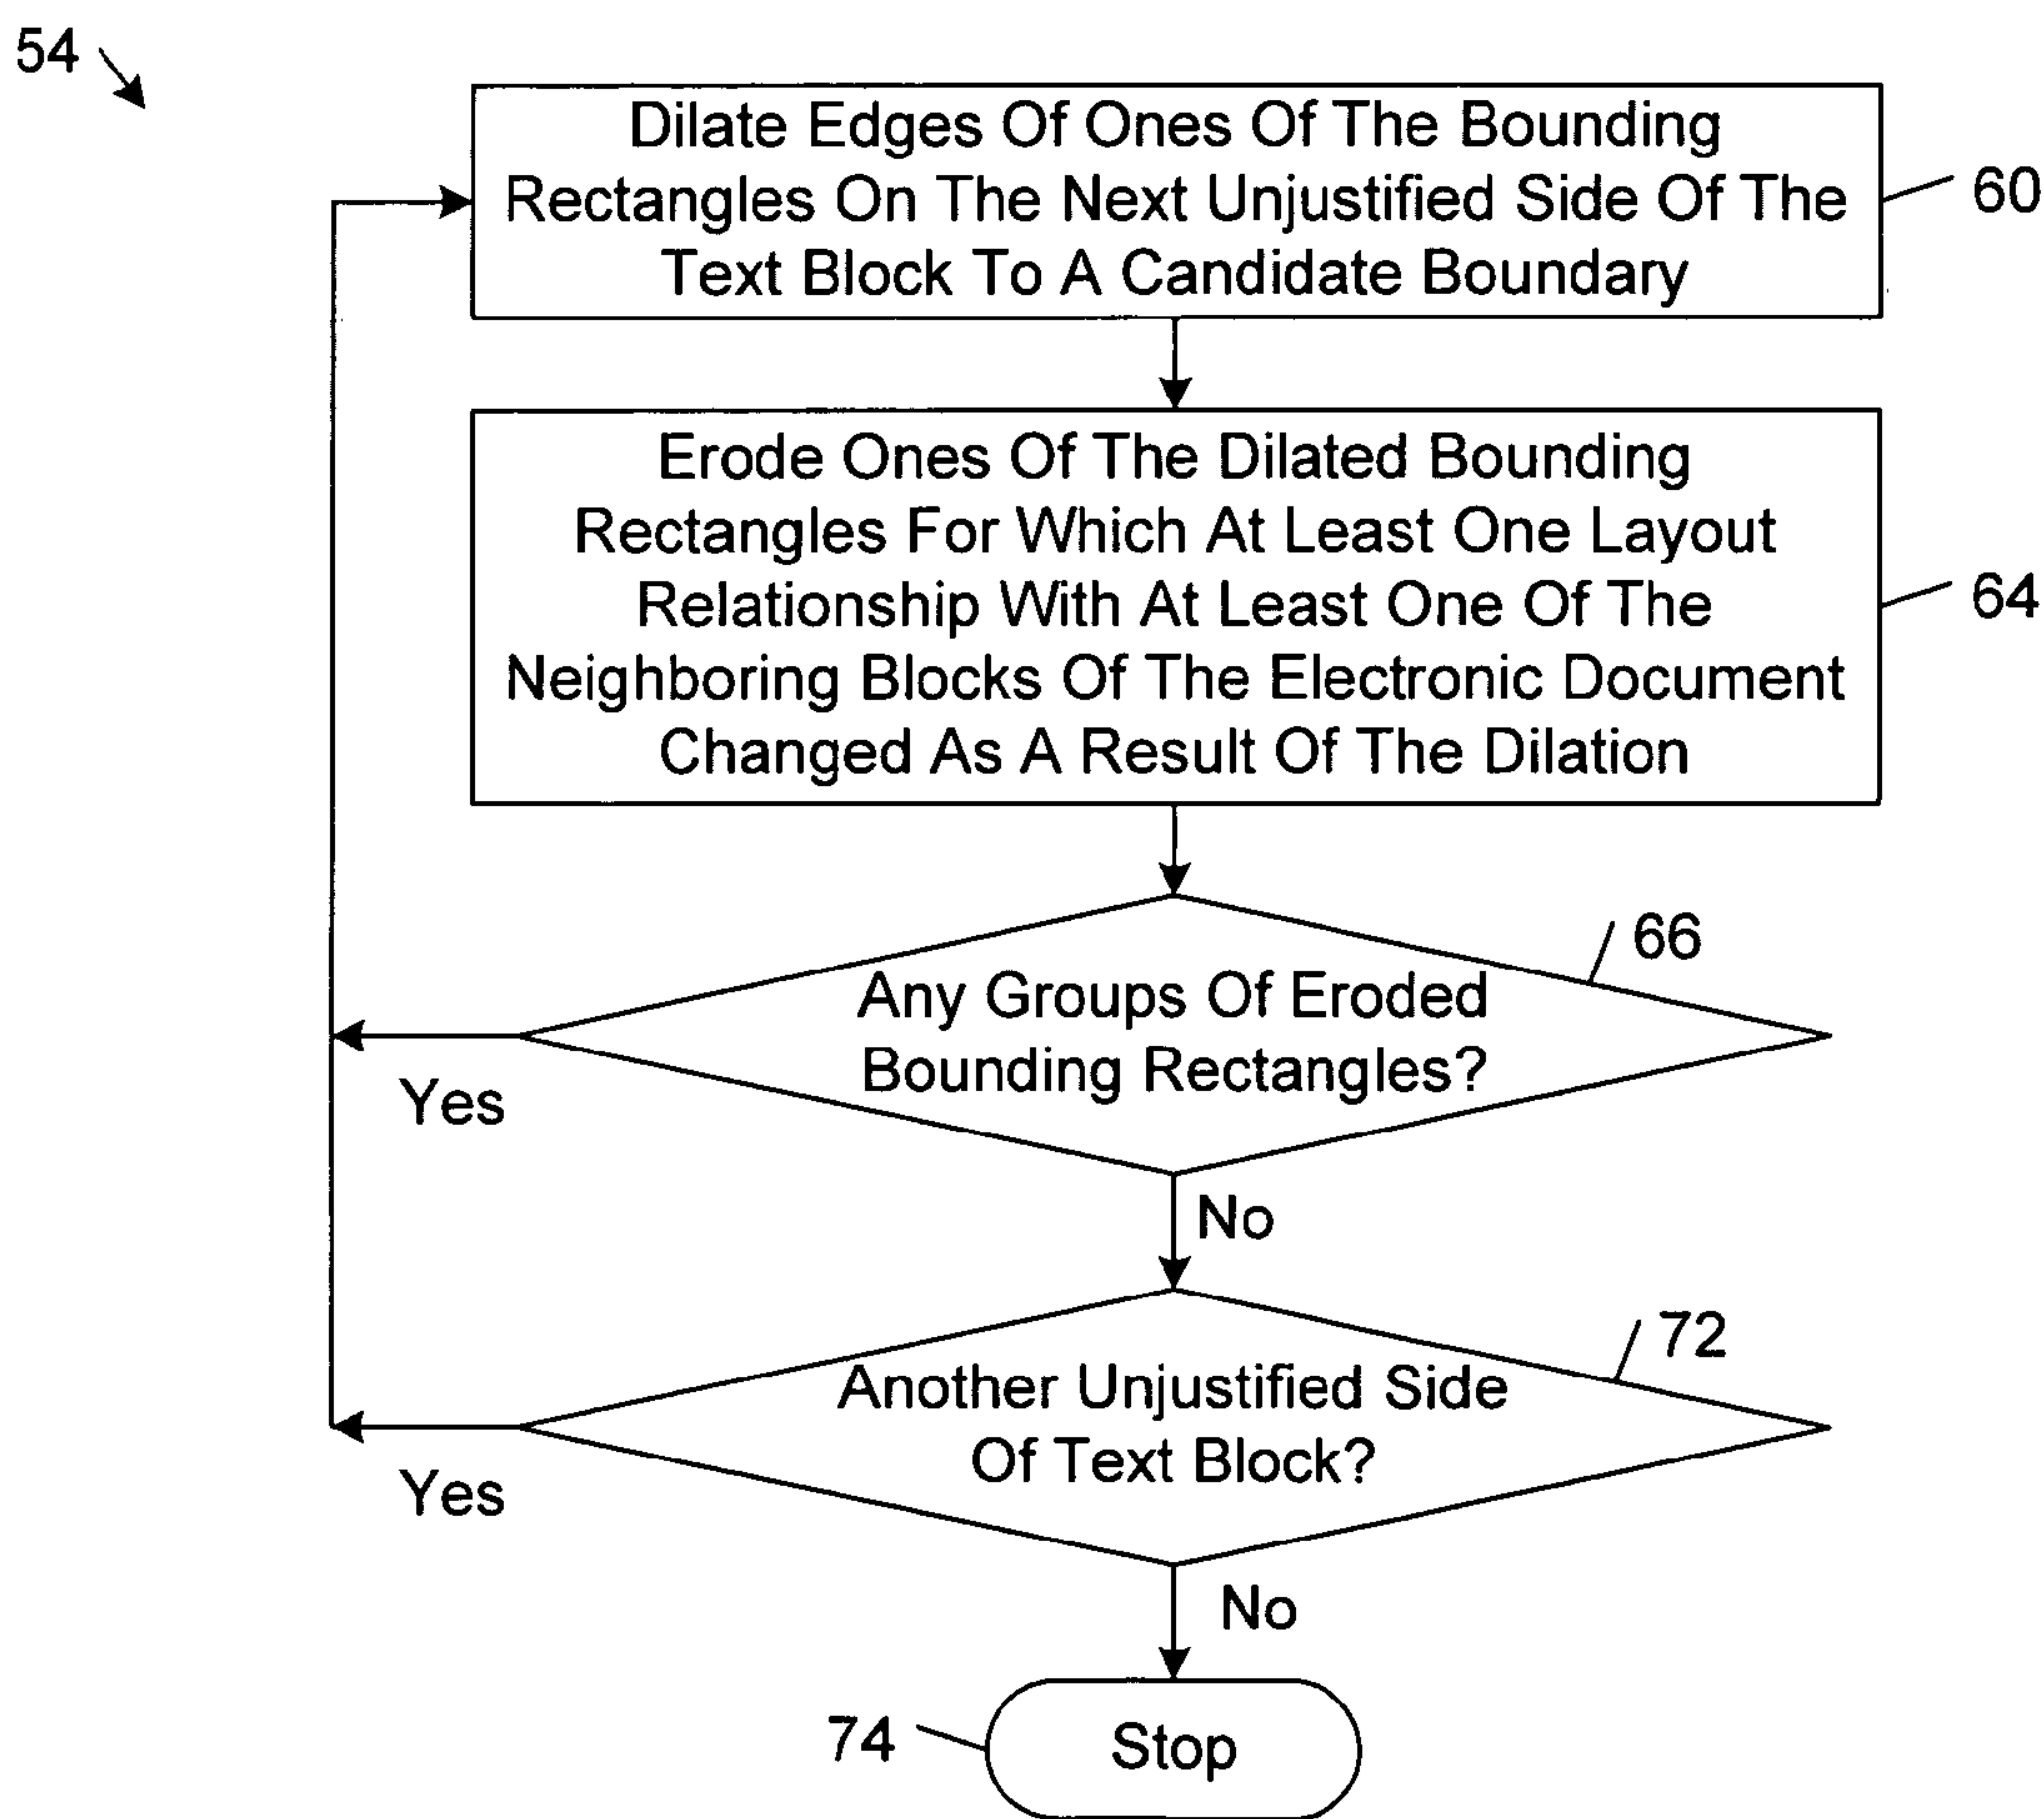 54
Dilate Edges Of Ones Of The Bounding
Rectangles On The Next Unjustified Side Of The
Text Block To A Candidate Boundary
60
Erode Ones Of The Dilated Bounding
Rectangles For Which At Least One Layout
Relationship With At Least One Of The
Neighboring Blocks Of The Electronic Document
Changed As A Result Of The Dilation
64
66
Any Groups Of Eroded
Bounding Rectangles?
Yes
No
72
Another Unjustified Side
Of Text Block?
Yes
No
74
Stop